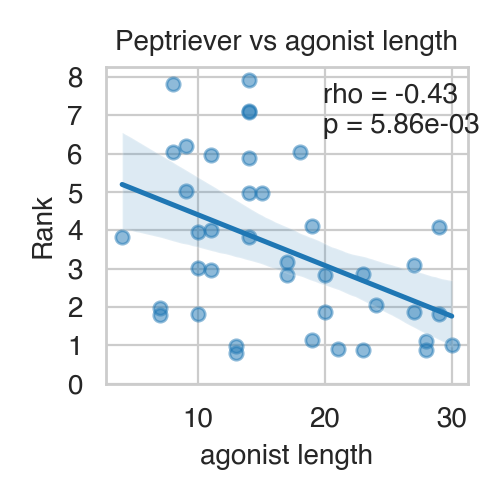 Peptriever vs agonist length
rho = -0.43
p = 5.86e-03
8
7
6
5
4
3
2
1
0
Rank
10
20
30
agonist length